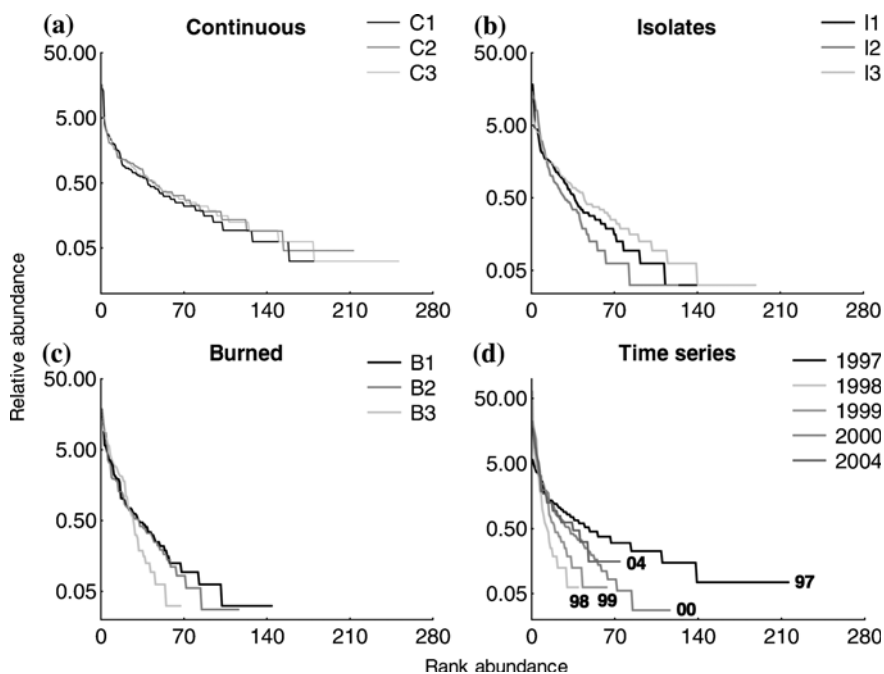 (a) Continuous
C1
C2
C3
50.00
5.00
0.50
0.05
0 70 140 210 280
(b) Isolates
I1
I2
I3
50.00
5.00
0.50
0.05
0 70 140 210 280
Relative abundance
(c) Burned
B1
B2
B3
50.00
5.00
0.50
0.05
0 70 140 210 280
(d) Time series
1997
1998
1999
2000
2004
50.00
5.00
0.50
0.05
04
97
98 99 00
0 70 140 210 280
Rank abundance